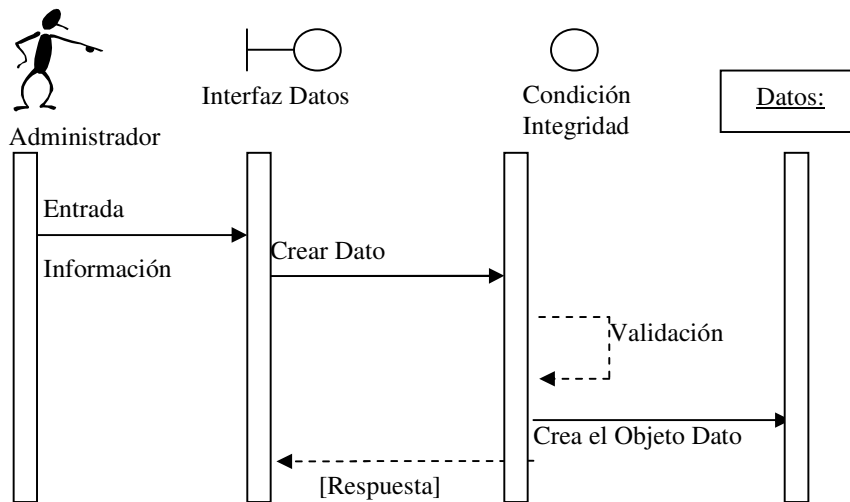 Administrador
Interfaz Datos
Condición
Integridad
Datos:
Entrada
Información
Crear Dato
Validación
Crea el Objeto Dato
[Respuesta]